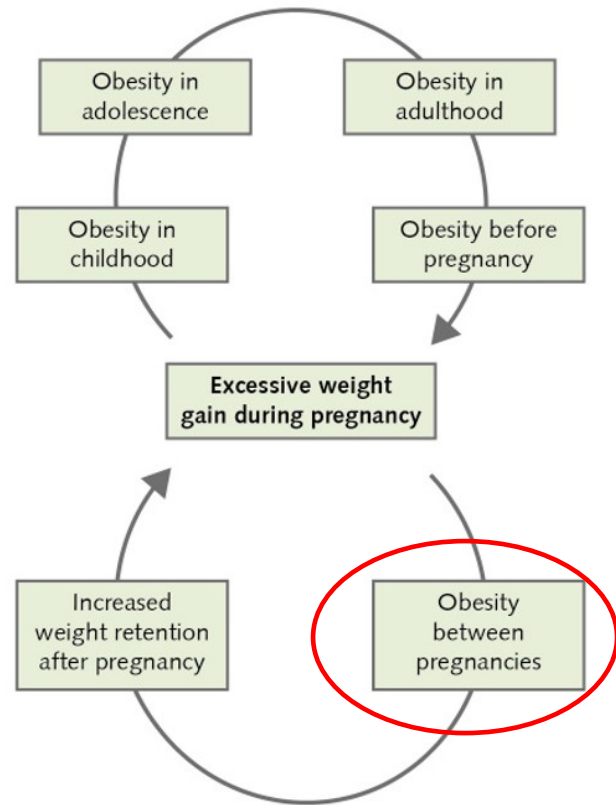 Obesity in
adolescence
Obesity in
adulthood
Obesity in
childhood
Obesity before
pregnancy
Excessive weight
gain during pregnancy
Increased
weight retention
after pregnancy
Obesity
between
pregnancies